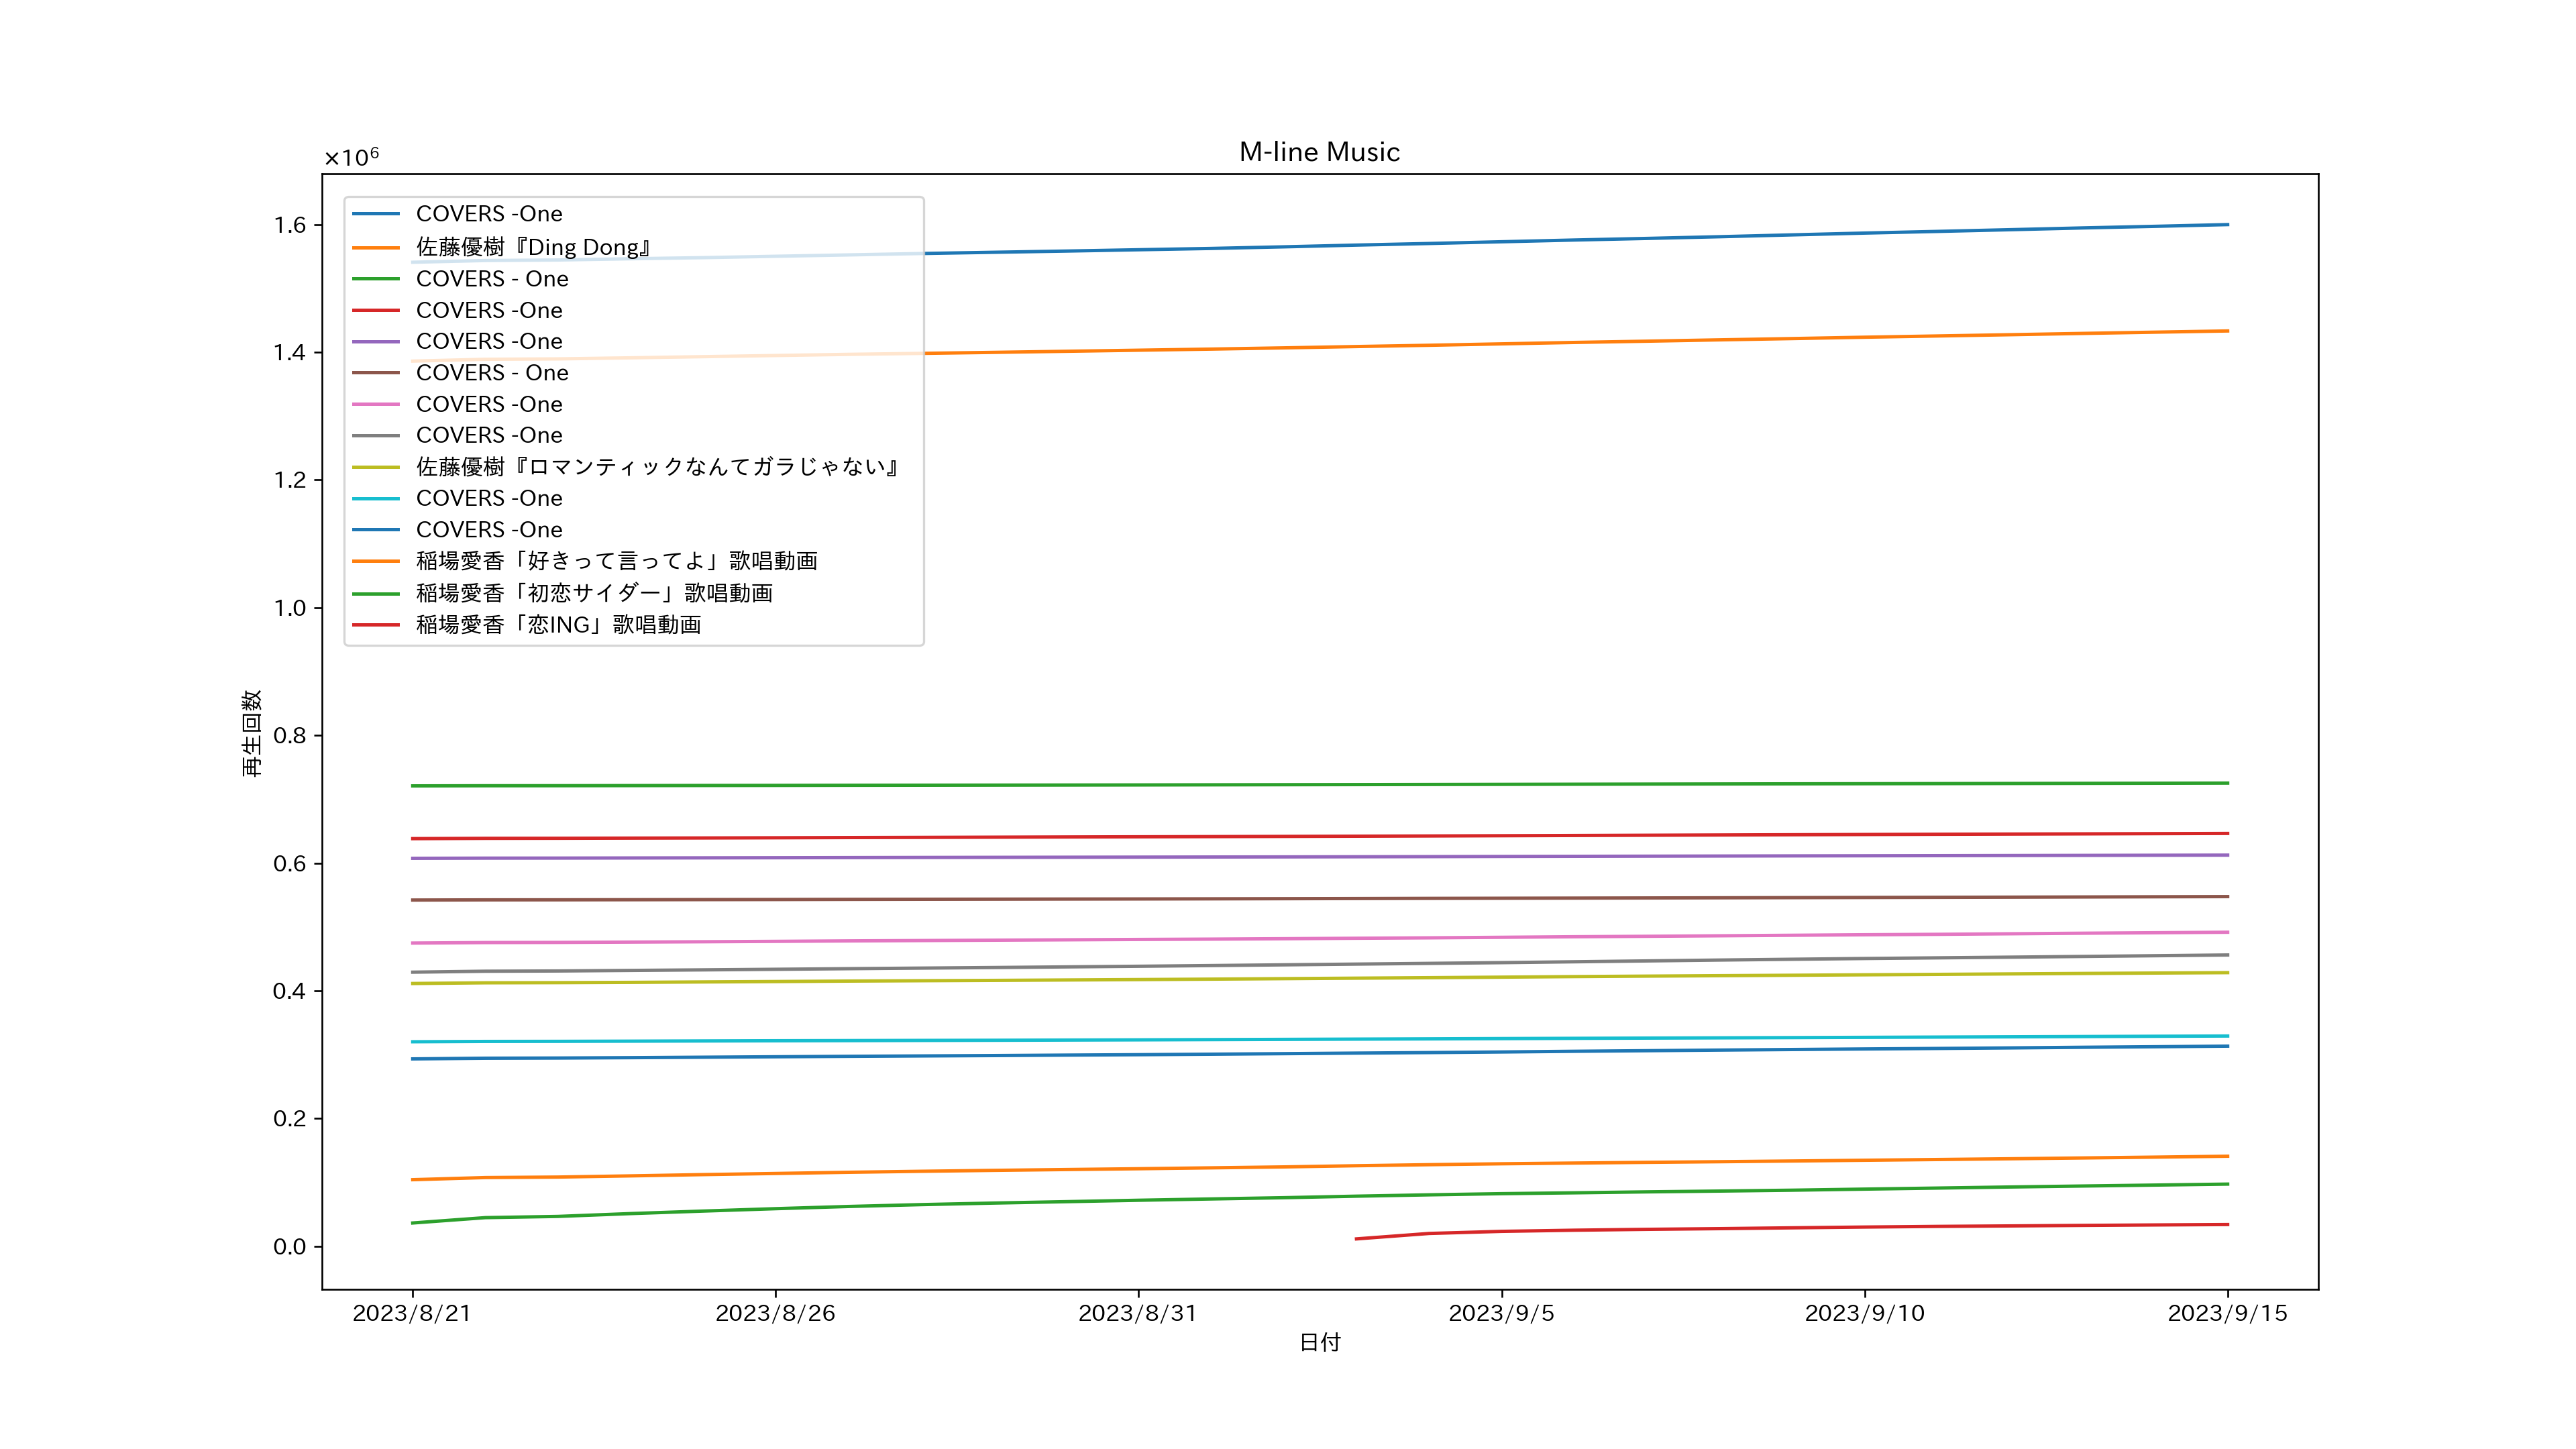 M-line Music
×10⁶
COVERS -One
佐藤優樹『Ding Dong』
COVERS - One
COVERS -One
COVERS -One
COVERS - One
COVERS -One
COVERS -One
佐藤優樹『ロマンティックなんてガラじゃない』
COVERS -One
COVERS -One
稲場愛香「好きって言ってよ」歌唱動画
稲場愛香「初恋サイダー」歌唱動画
稲場愛香「恋ING」歌唱動画
1.6
1.4
1.2
1.0
0.8
0.6
0.4
0.2
0.0
再生回数
2023/8/21
2023/8/26
2023/8/31
2023/9/5
2023/9/10
2023/9/15
日付